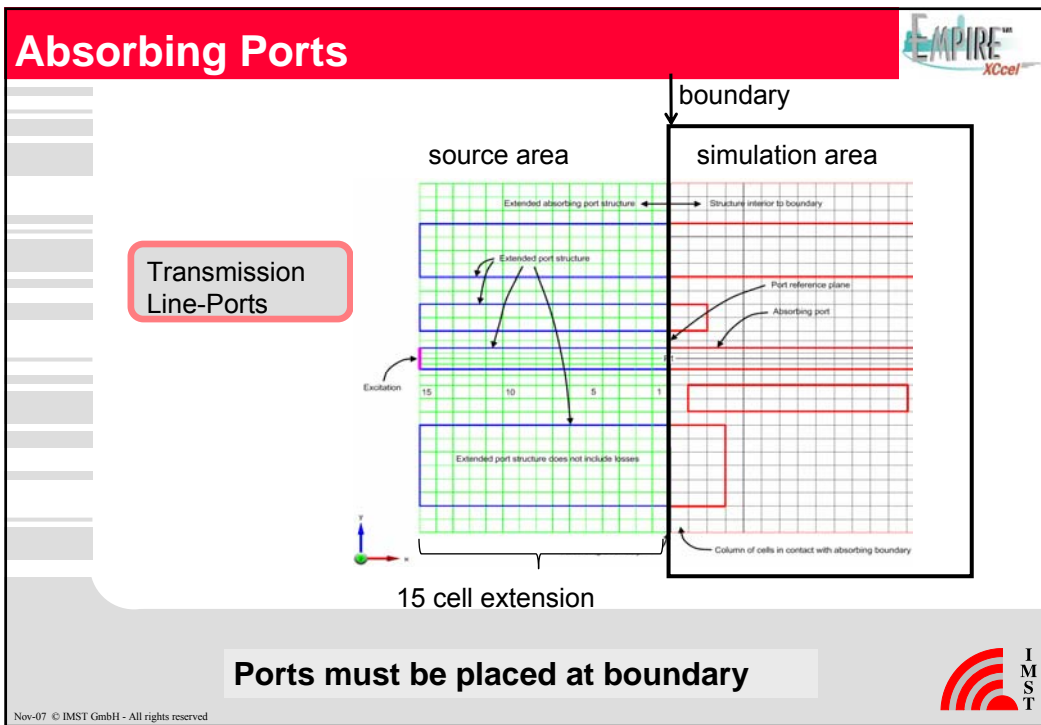 Absorbing Ports
EMPIRE™
XCcel
boundary
source area
simulation area
Extended absorbing port structure
Structure interior to boundary
Extended port structure
Transmission
Line-Ports
Port reference plane
Absorbing port
Excitation
15
10
5
1
Extended port structure does not include losses
y
x
Column of cells in contact with absorbing boundary
15 cell extension
Ports must be placed at boundary
IMST
Nov-07 © IMST GmbH - All rights reserved